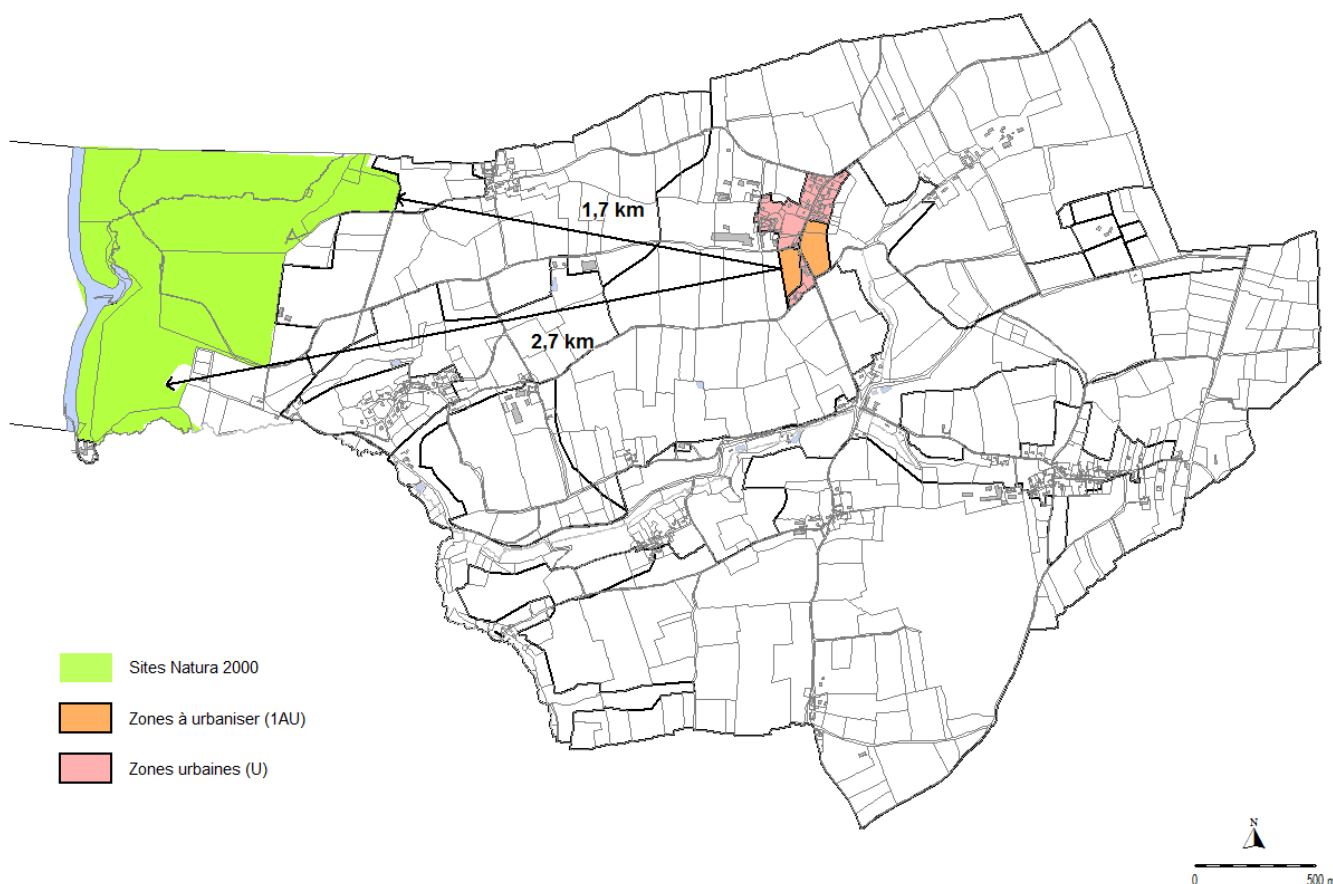 1,7 km
2,7 km
Sites Natura 2000
Zones à urbaniser (1AU)
Zones urbaines (U)
N
0 500 m